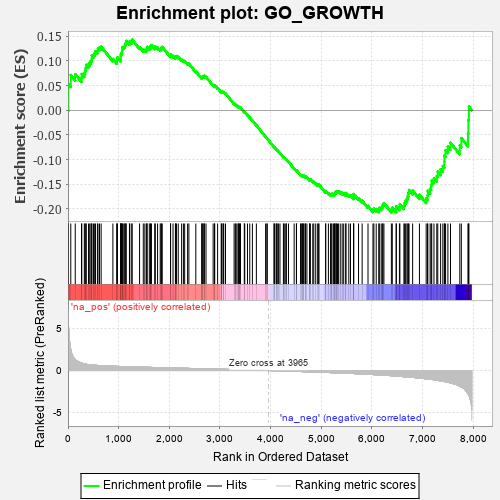 Enrichment plot: GO_GROWTH
Enrichment score (ES)
0.15
0.10
0.05
0.00
-0.05
-0.10
-0.15
-0.20
'na_pos' (positively correlated)
Ranked list metric (PreRanked)
5
0
-5
Zero cross at 3965
'na_neg' (negatively correlated)
0
1,000
2,000
3,000
4,000
5,000
6,000
7,000
8,000
Rank in Ordered Dataset
Enrichment profile
Hits
Ranking metric scores